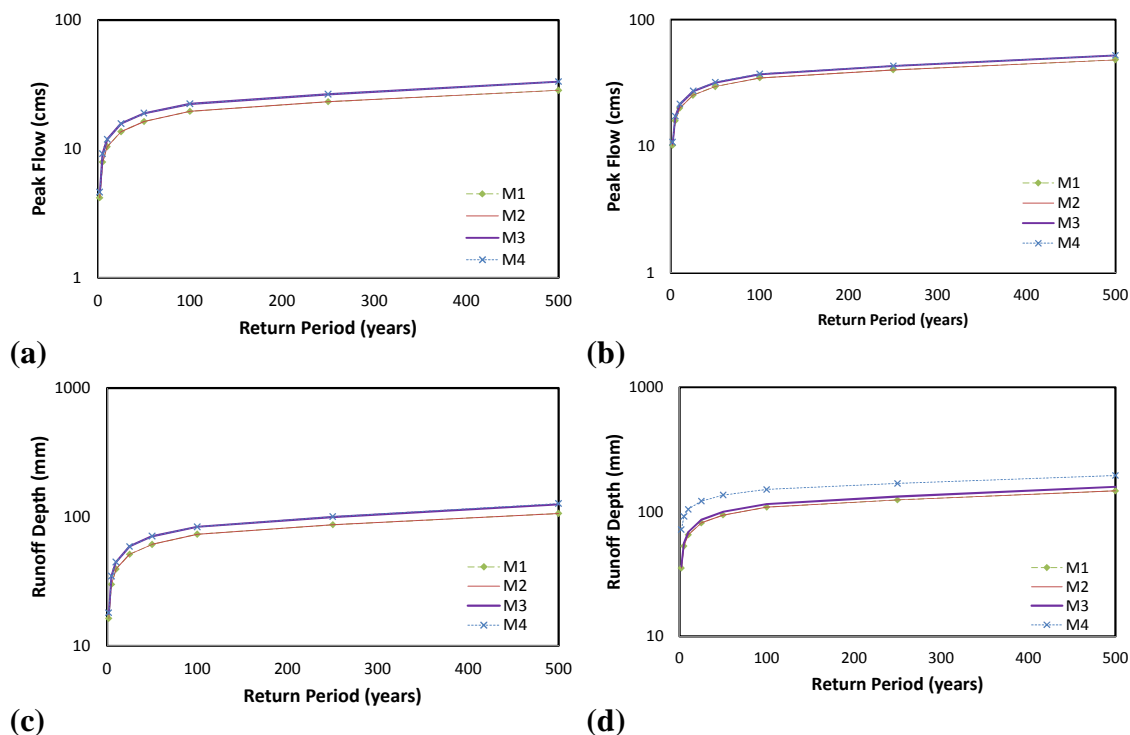 100
10
1
Peak Flow (cms)
M1
M2
M3
M4
0 100 200 300 400 500
Return Period (years)
(a)
100
10
1
Peak Flow (cms)
M1
M2
M3
M4
0 100 200 300 400 500
Return Period (years)
(b)
1000
100
10
Runoff Depth (mm)
M1
M2
M3
M4
0 100 200 300 400 500
Return Period (years)
(c)
1000
100
10
Runoff Depth (mm)
M1
M2
M3
M4
0 100 200 300 400 500
Return Period (years)
(d)